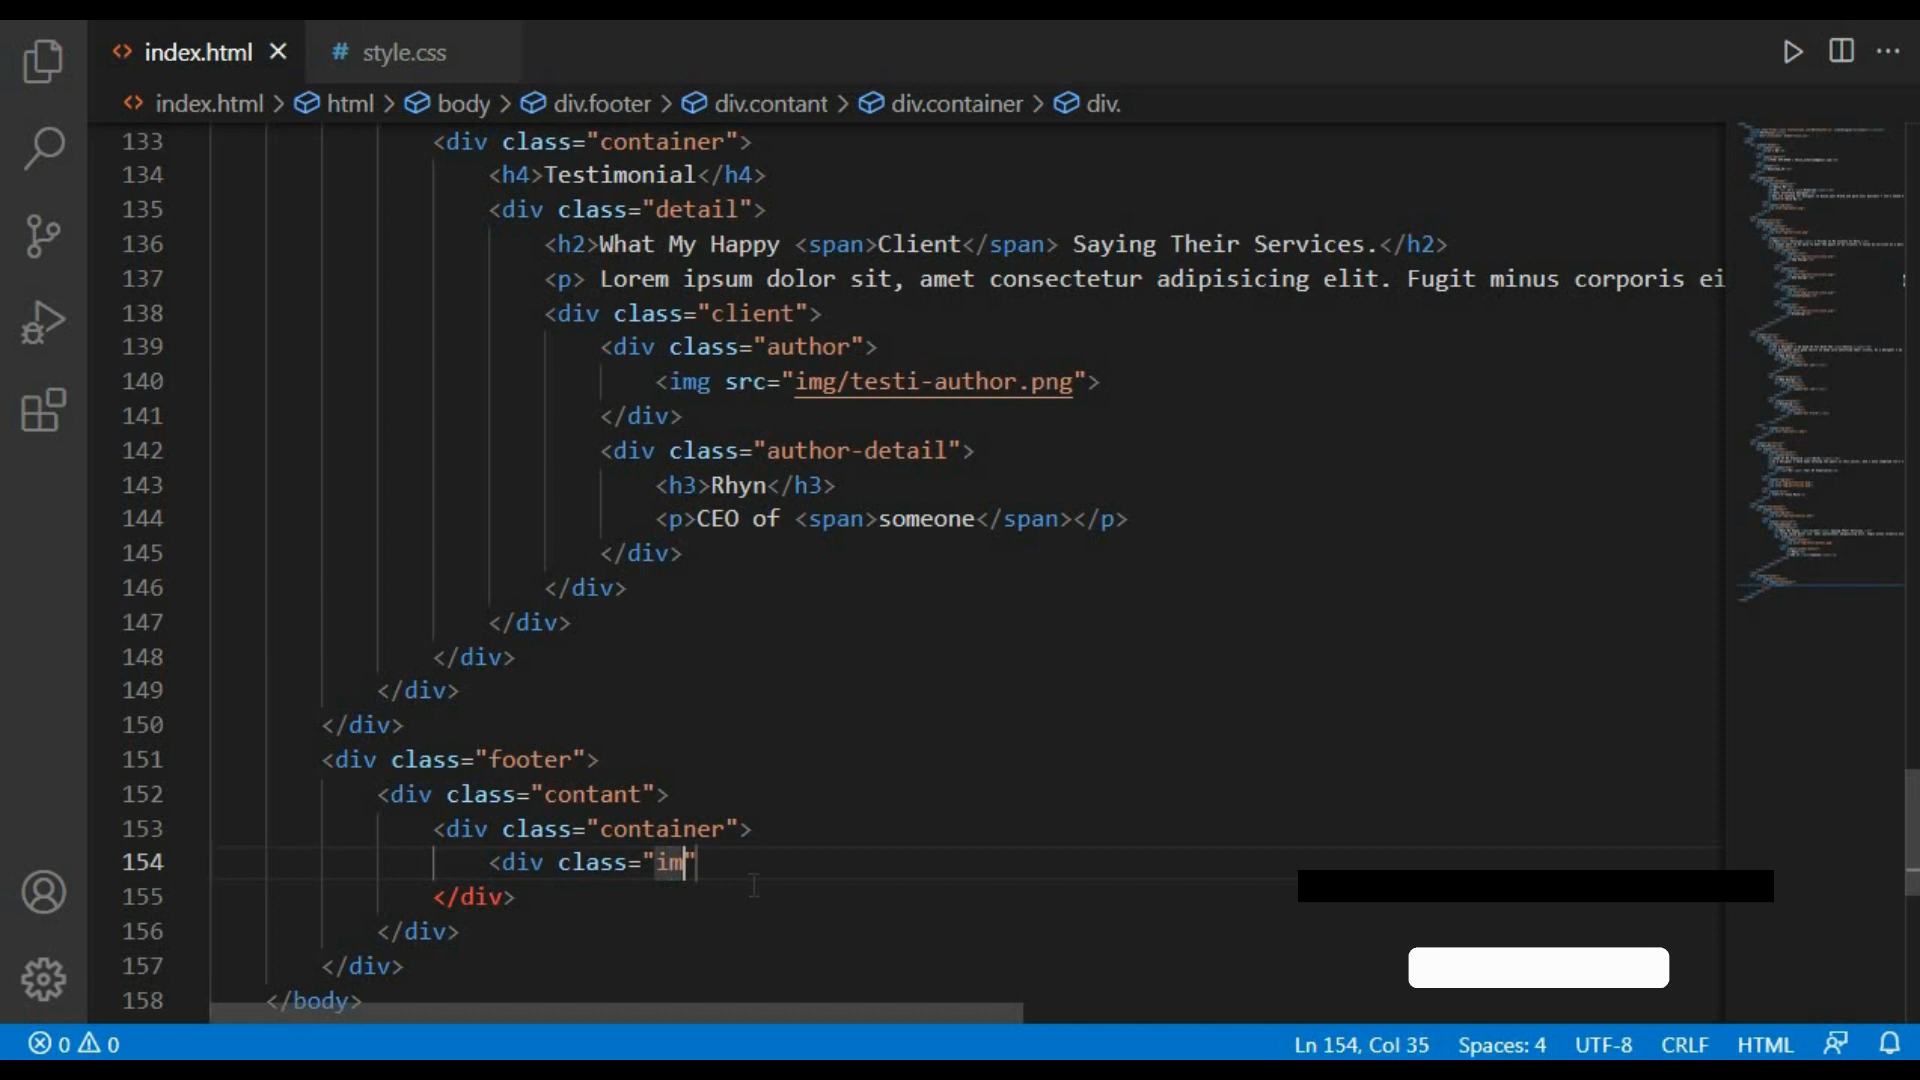 index.html
style.css
index.html > html > body > div.footer > div.contant > div.container > div.
133 <div class="container">
134 <h4>Testimonial</h4>
135 <div class="detail">
136 <h2>What My Happy <span>Client</span> Saying Their Services.</h2>
137 <p> Lorem ipsum dolor sit, amet consectetur adipisicing elit. Fugit minus corporis ei
138 <div class="client">
139 <div class="author">
140 <img src="img/testi-author.png">
141 </div>
142 <div class="author-detail">
143 <h3>Rhyn</h3>
144 <p>CEO of <span>someone</span></p>
145 </div>
146 </div>
147 </div>
148 </div>
149 </div>
150 </div>
151 <div class="footer">
152 <div class="contant">
153 <div class="container">
154 <div class="im"
155 </div>
156 </div>
157 </div>
158 </body>
0 0 Ln 154, Col 35 Spaces: 4 UTF-8 CRLF HTML